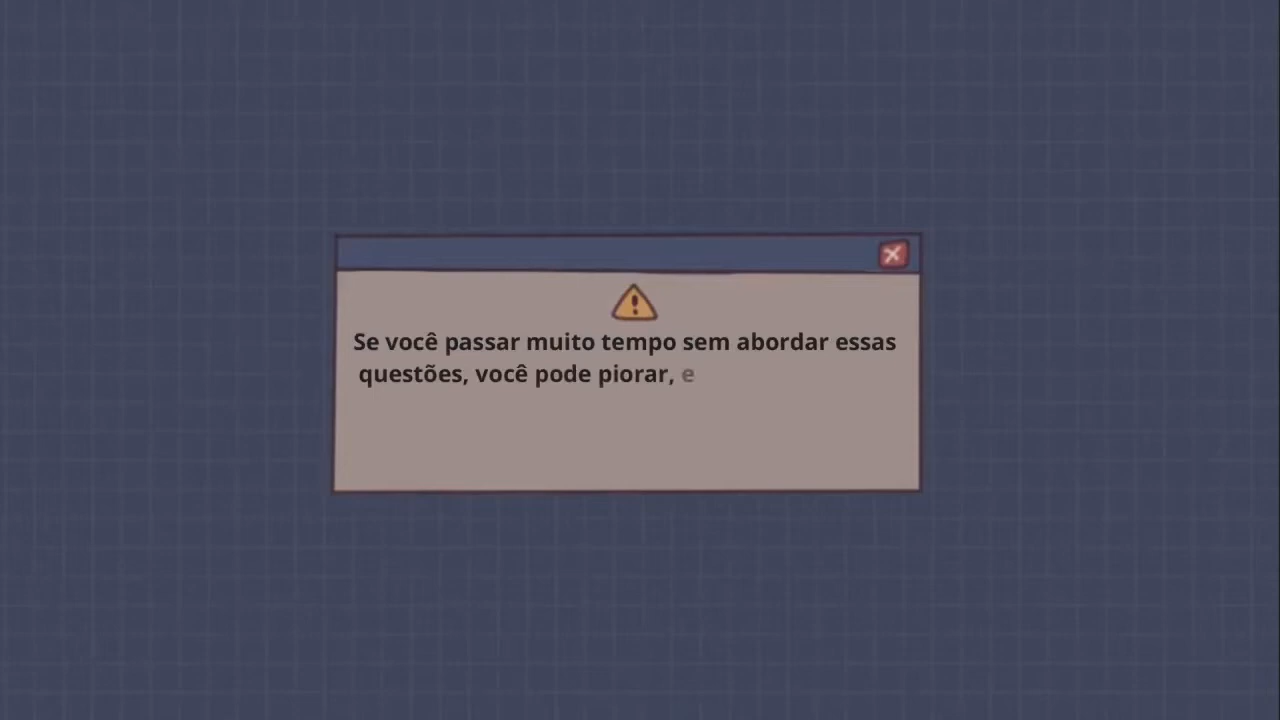 Se você passar muito tempo sem abordar essas
questões, você pode piorar, e